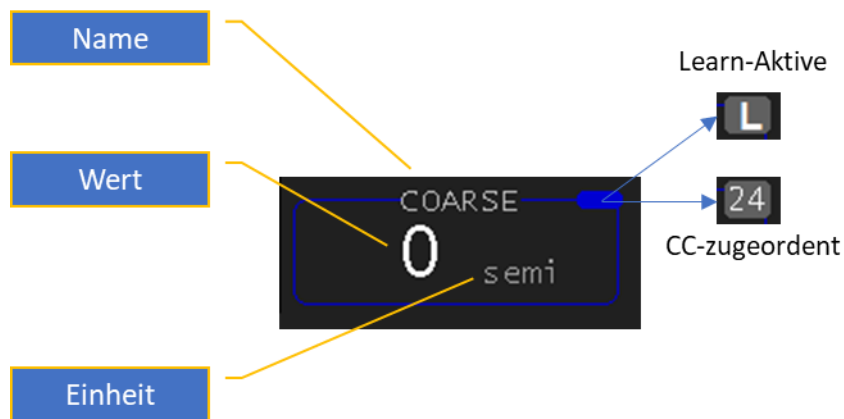 Name
Learn-Aktive
L
Wert
COARSE
24
0
CC-zugeordent
semi
Einheit